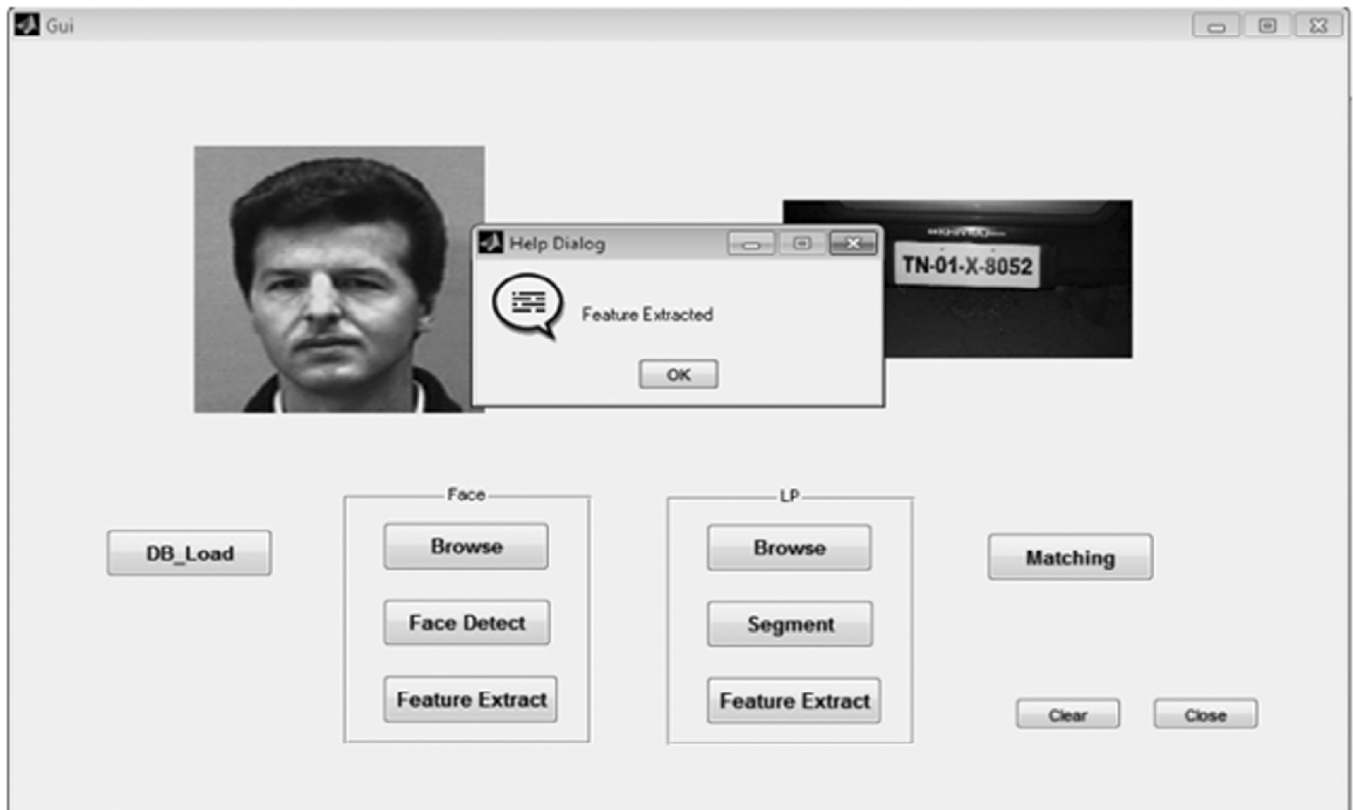 Gui
Help Dialog
TN-01-X-8052
Feature Extracted
OK
Face
LP
DB_Load
Browse
Browse
Matching
Face Detect
Segment
Feature Extract
Feature Extract
Clear
Close